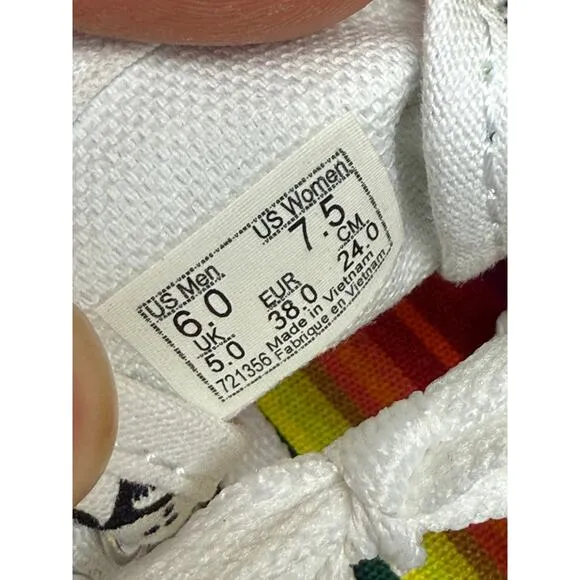 US Men US Women
6.0 7.5
UK EUR CM
5.0 38.0 24.0
721356 Made in Vietnam
Fabrique en Vietnam